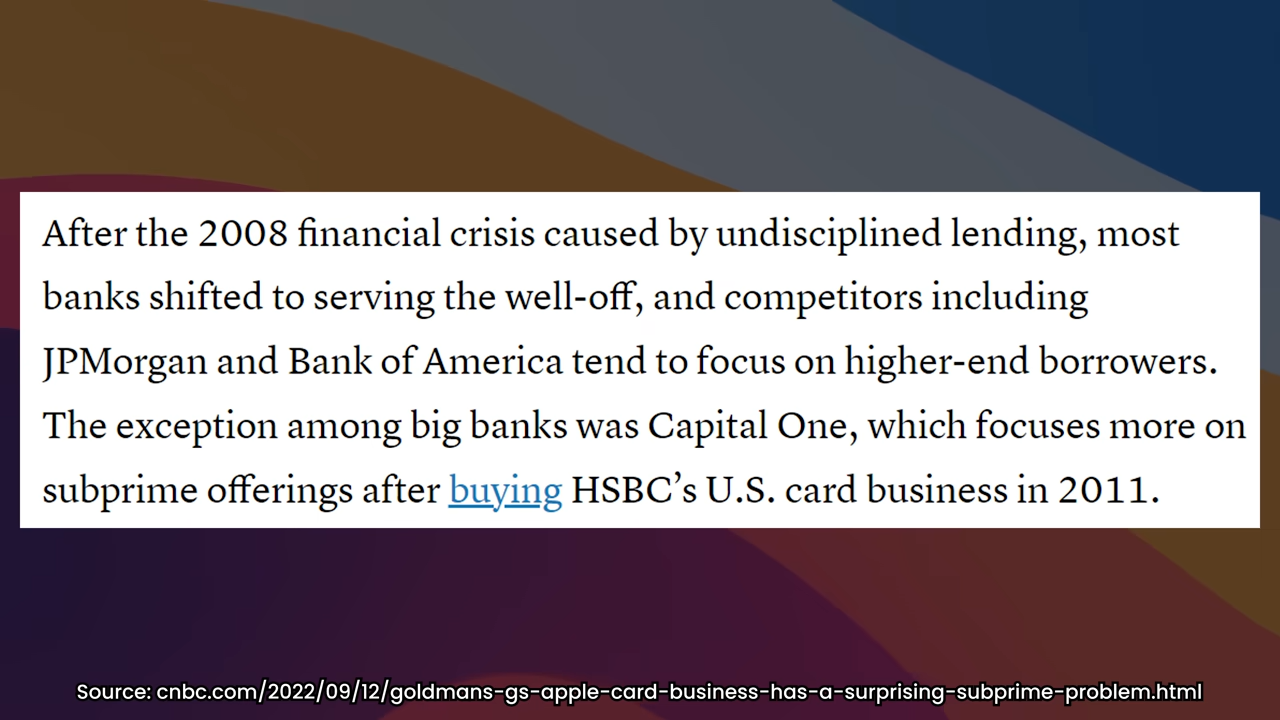 After the 2008 financial crisis caused by undisciplined lending, most
banks shifted to serving the well-off, and competitors including
JPMorgan and Bank of America tend to focus on higher-end borrowers.
The exception among big banks was Capital One, which focuses more on
subprime offerings after buying HSBC’s U.S. card business in 2011.
Source: cnbc.com/2022/09/12/goldmans-gs-apple-card-business-has-a-surprising-subprime-problem.html